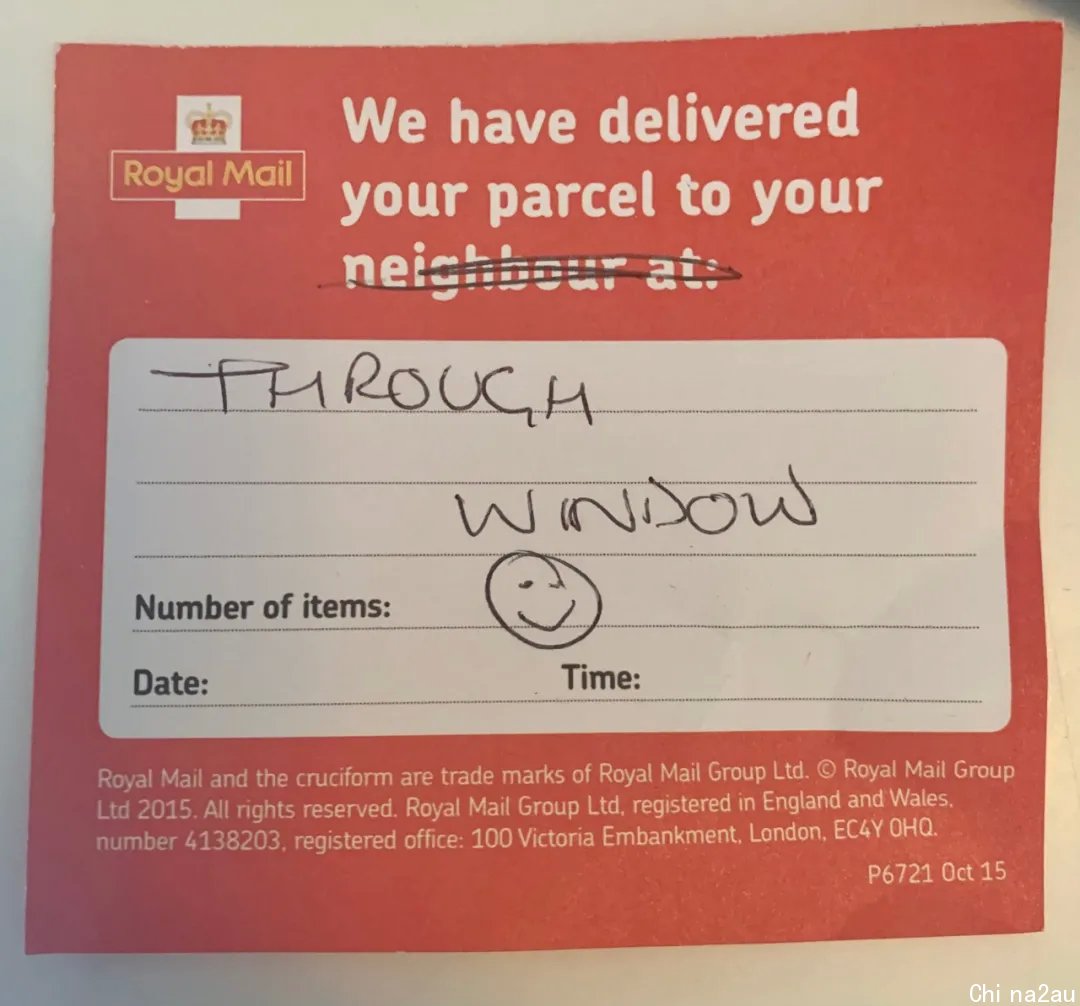 Royal Mail
We have delivered
your parcel to your
neighbour at:
THROUGH
WINDOW
Number of items:
Date: Time:
Royal Mail and the cruciform are trade marks of Royal Mail Group Ltd. © Royal Mail Group
Ltd 2015. All rights reserved. Royal Mail Group Ltd, registered in England and Wales,
number 4138203, registered office: 100 Victoria Embankment, London, EC4Y 0HQ.
P6721 Oct 15
Chi na2au